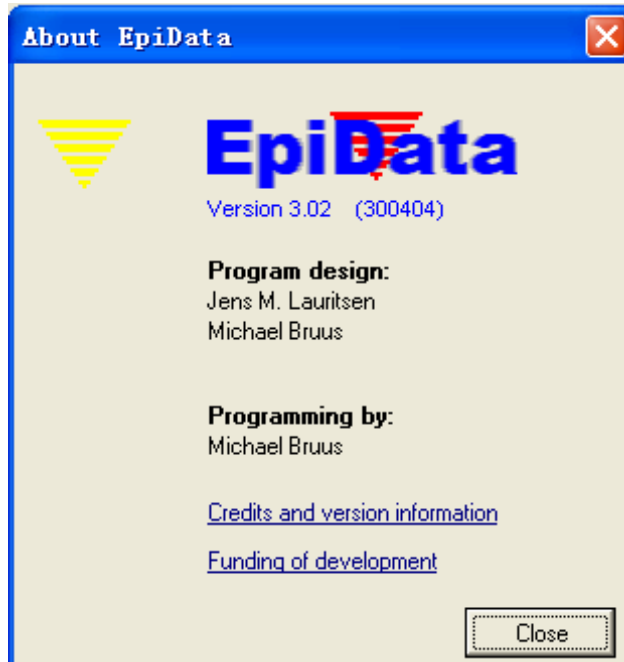 About EpiData
EpiData
Version 3.02 (300404)
Program design:
Jens M. Lauritsen
Michael Bruus
Programming by:
Michael Bruus
Credits and version information
Funding of development
Close